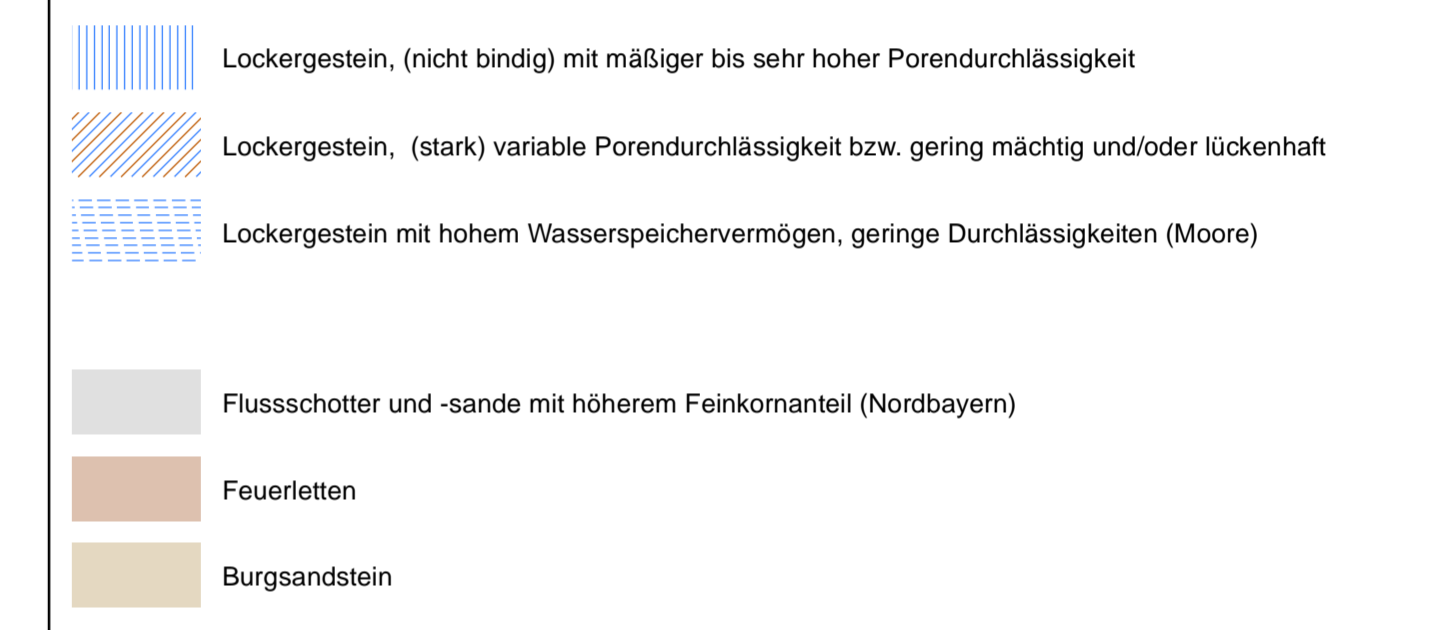 Lockergestein, (nicht bindig) mit mäßiger bis sehr hoher Porendurchlässigkeit
Lockergestein,  (stark) variable Porendurchlässigkeit bzw. gering mächtig und/oder lückenhaft
Lockergestein mit hohem Wasserspeichervermögen, geringe Durchlässigkeiten (Moore)
Flussschotter und -sande mit höherem Feinkornanteil (Nordbayern)
Feuerletten
Burgsandstein